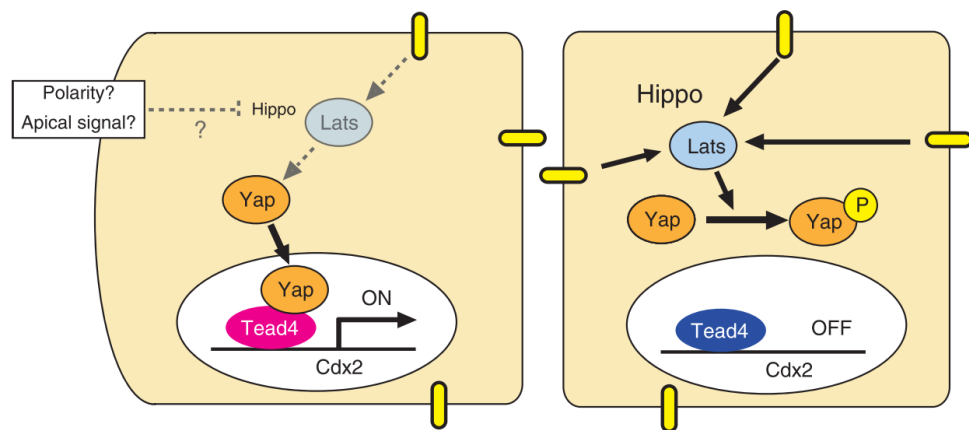 Polarity?
Apical signal?
?
Hippo
Lats
Yap
Yap
Tead4
ON
Cdx2
Hippo
Lats
Yap
Yap
P
Tead4
OFF
Cdx2